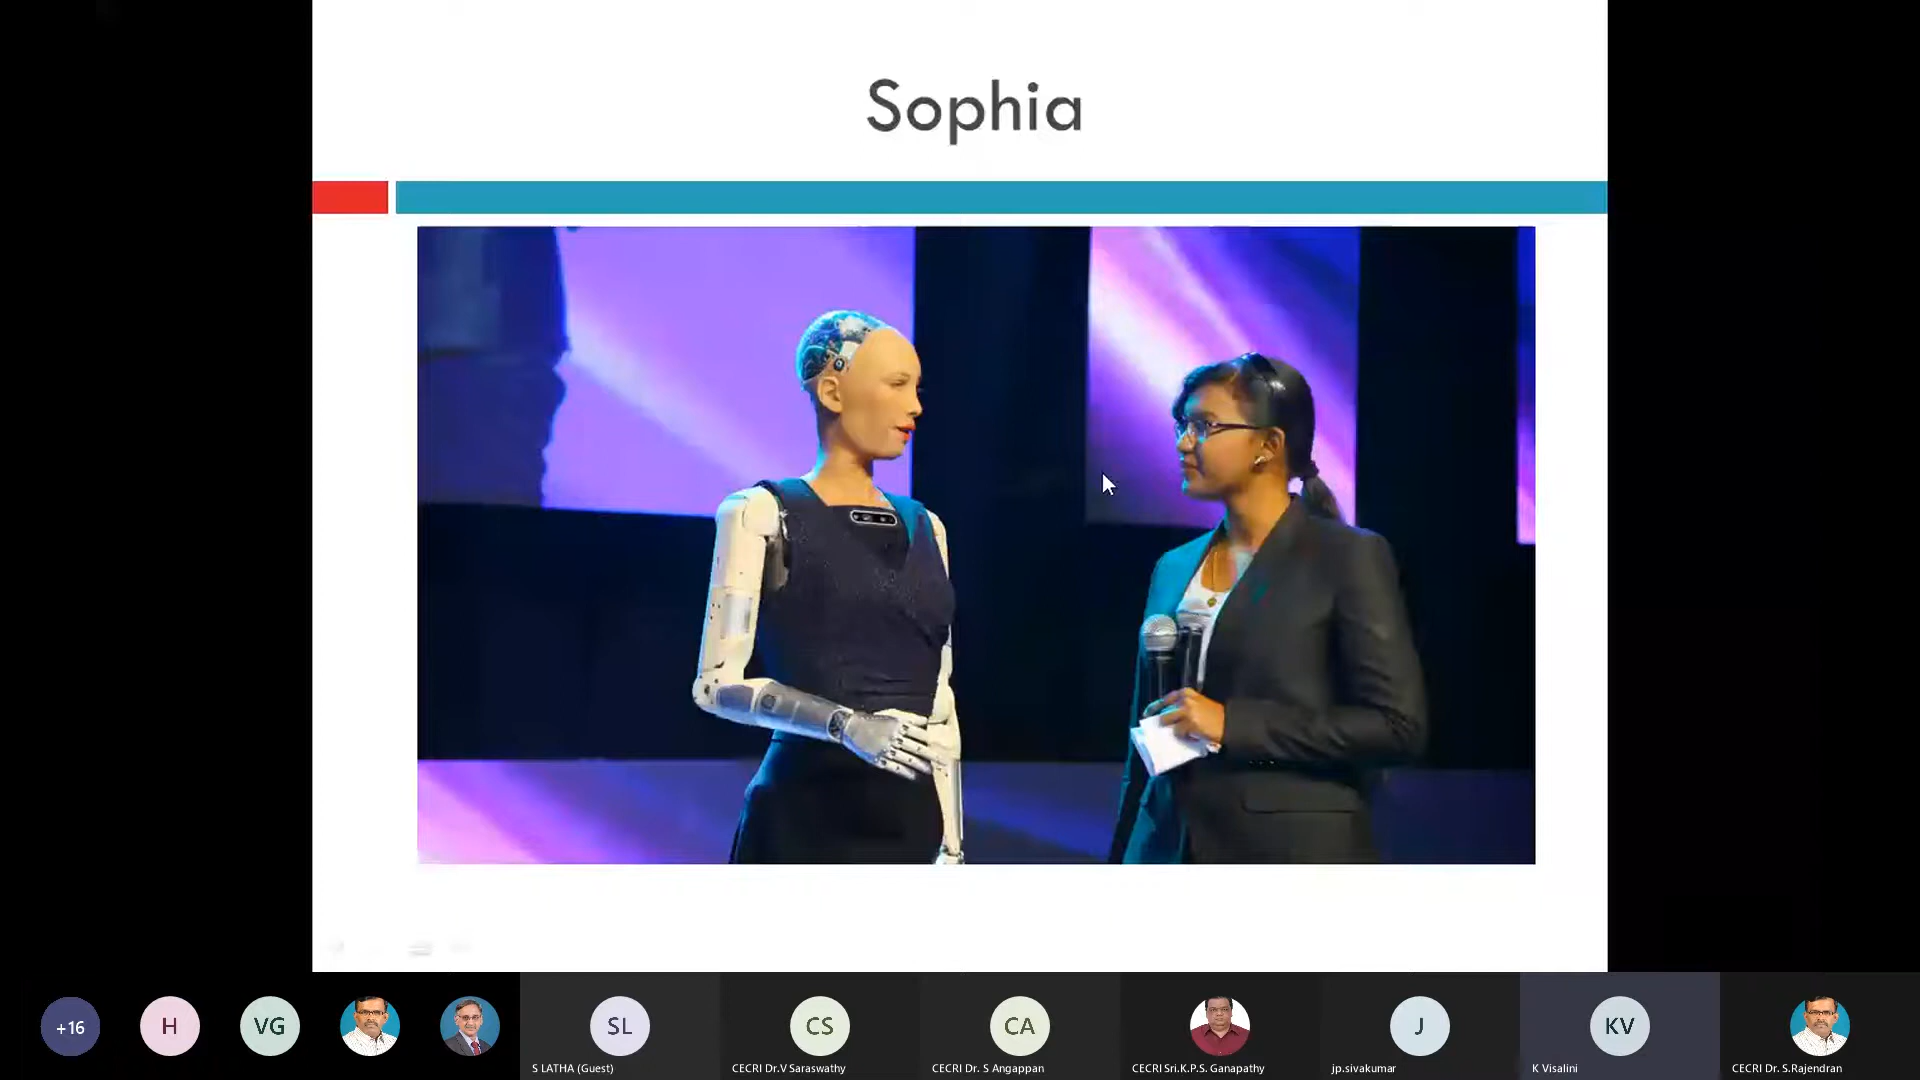 Sophia
+16
H
VG
SL
CS
CA
J
KV
S LATHA (Guest)
CECRI Dr.V Saraswathy
CECRI Dr. S Angappan
CECRI Sri.K.P.S. Ganapathy
jp.sivakumar
K Visalini
CECRI Dr. S.Rajendran